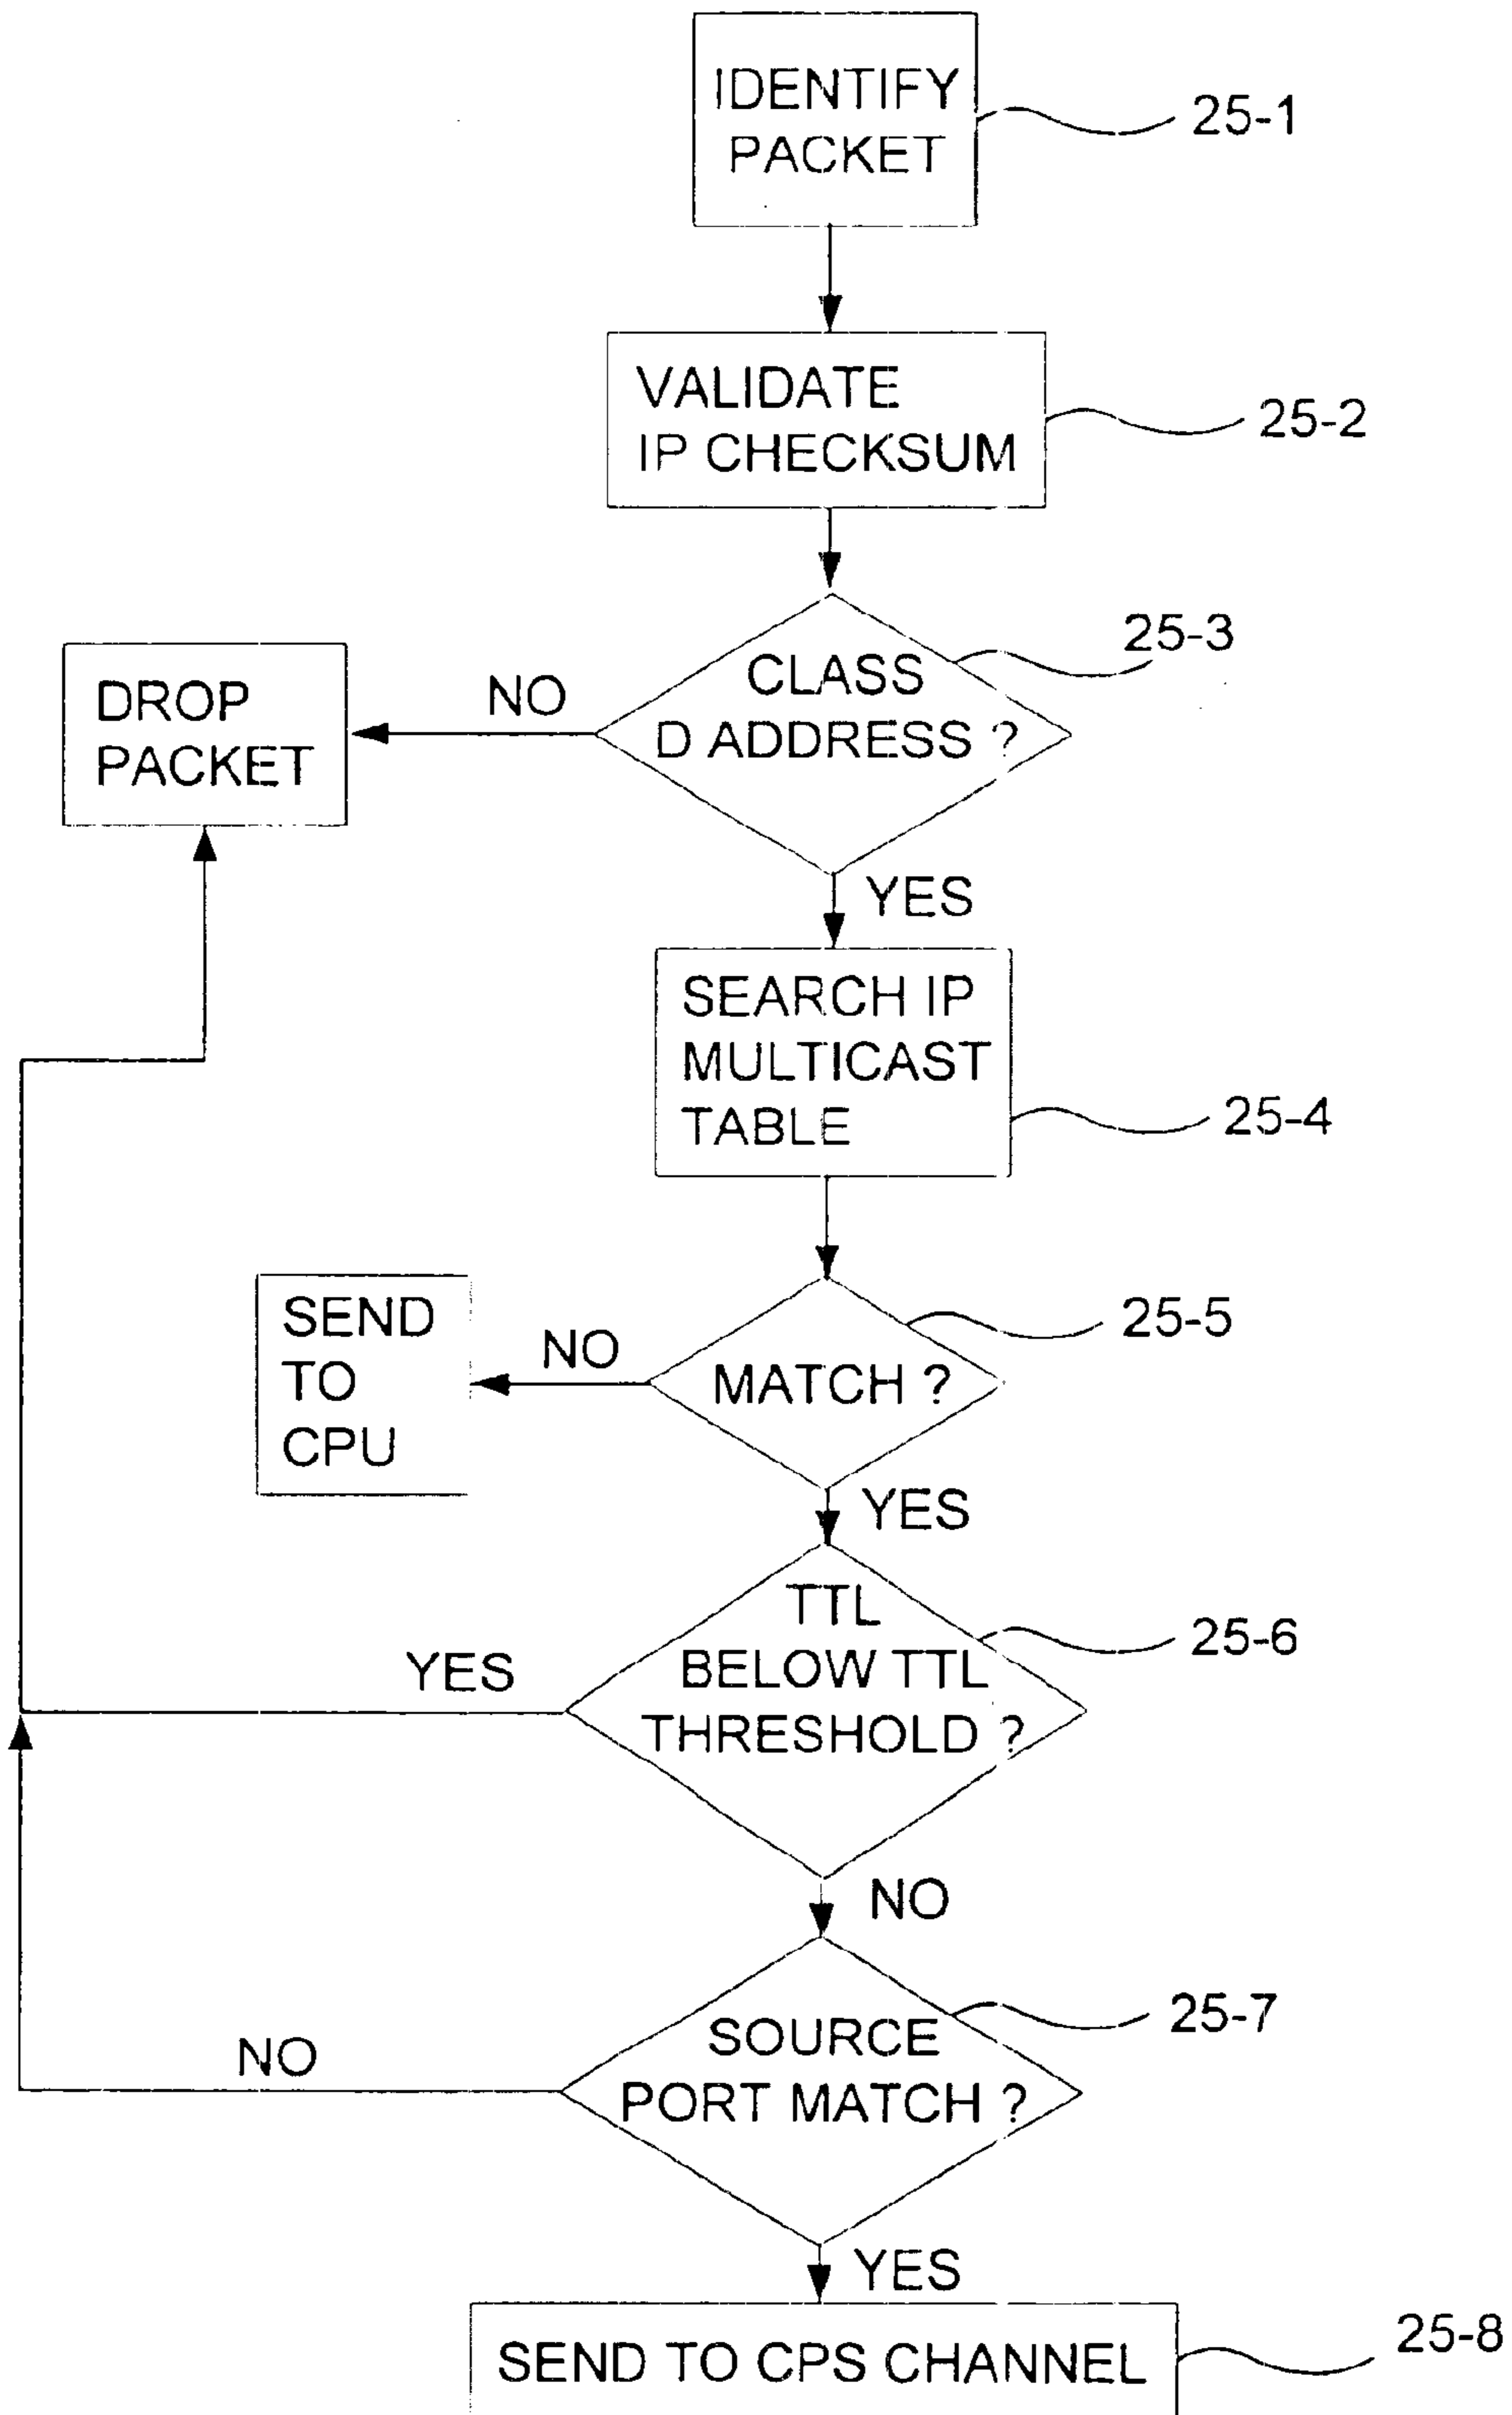 IDENTIFY
PACKET
25-1
VALIDATE
IP CHECKSUM
25-2
25-3
CLASS
D ADDRESS ?
NO
DROP
PACKET
YES
SEARCH IP
MULTICAST
TABLE
25-4
25-5
MATCH ?
NO
SEND
TO
CPU
YES
TTL
BELOW TTL
THRESHOLD ?
25-6
YES
NO
25-7
SOURCE
PORT MATCH ?
NO
YES
SEND TO CPS CHANNEL
25-8